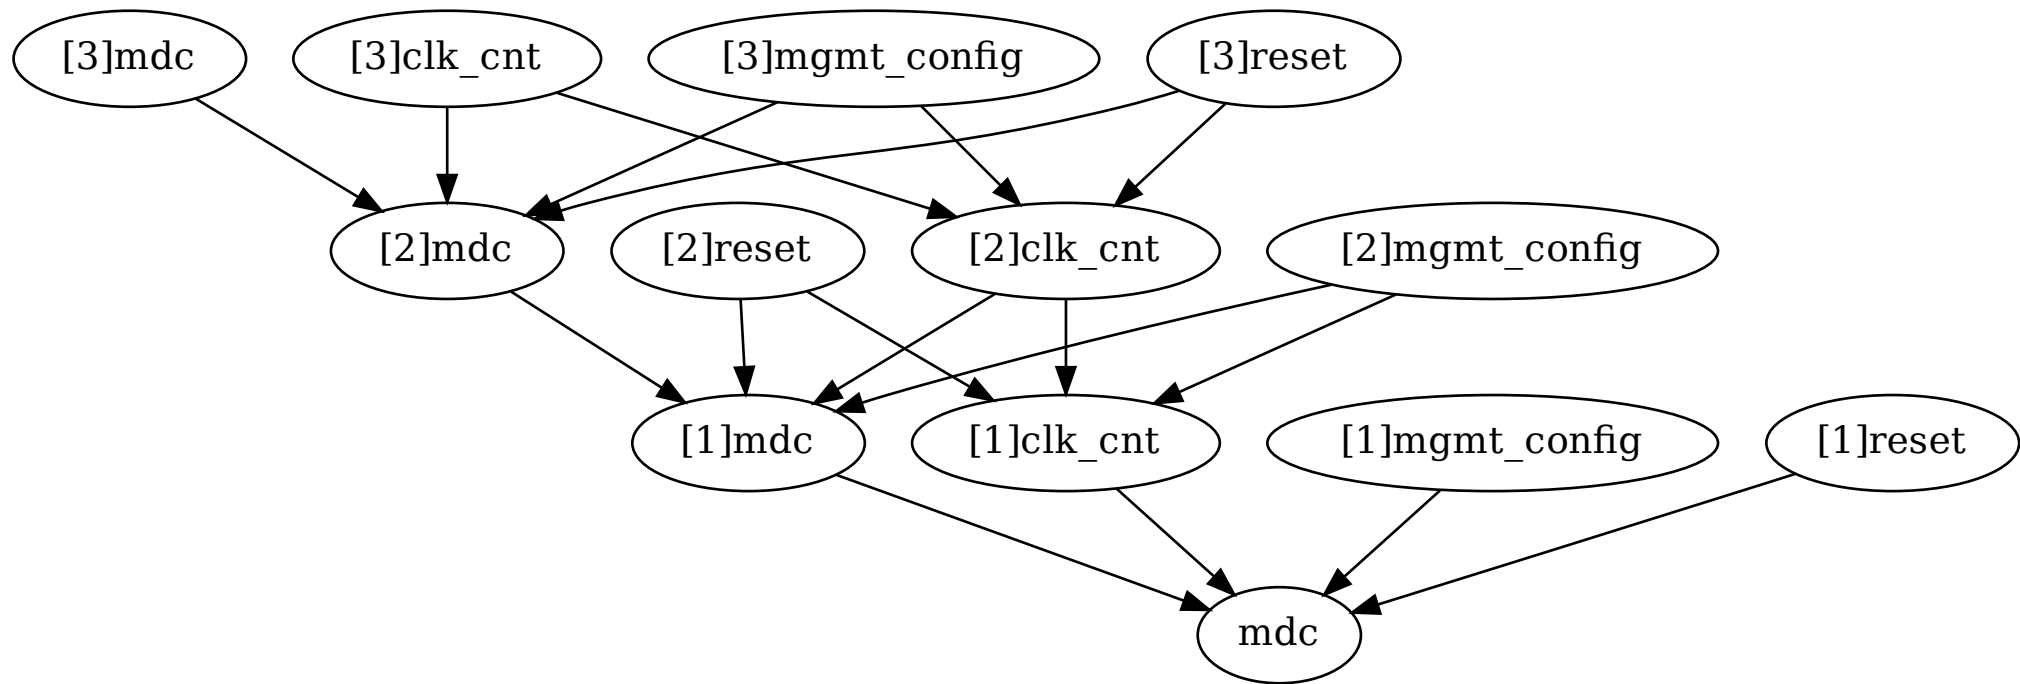 [3]mdc
[3]clk_cnt
[3]mgmt_config
[3]reset
[2]mdc
[2]reset
[2]clk_cnt
[2]mgmt_config
[1]mdc
[1]clk_cnt
[1]mgmt_config
[1]reset
mdc